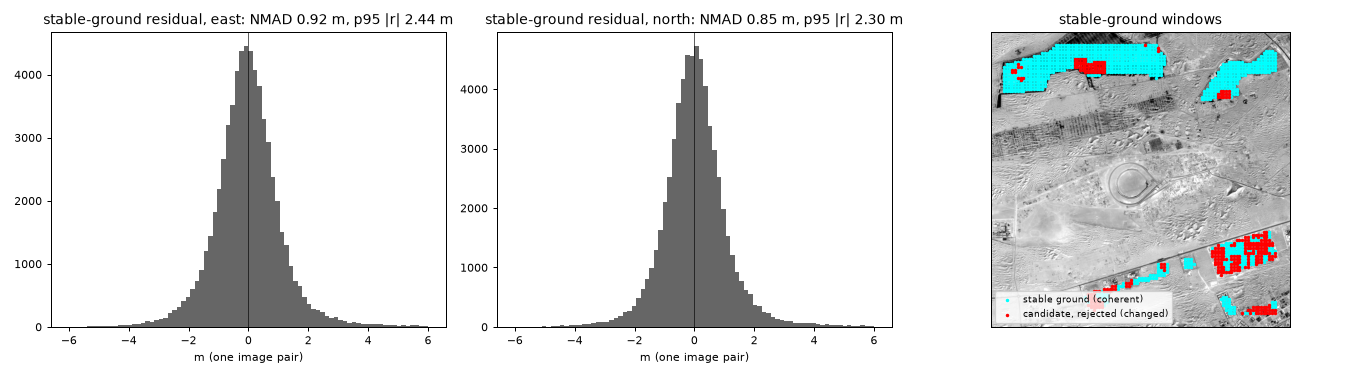 stable-ground residual, east: NMAD 0.92 m, p95 |r| 2.44 m
4000
3000
2000
1000
0
−6 −4 −2 0 2 4 6
m (one image pair)
stable-ground residual, north: NMAD 0.85 m, p95 |r| 2.30 m
4000
3000
2000
1000
0
−6 −4 −2 0 2 4 6
m (one image pair)
stable-ground windows
stable ground (coherent)
candidate, rejected (changed)